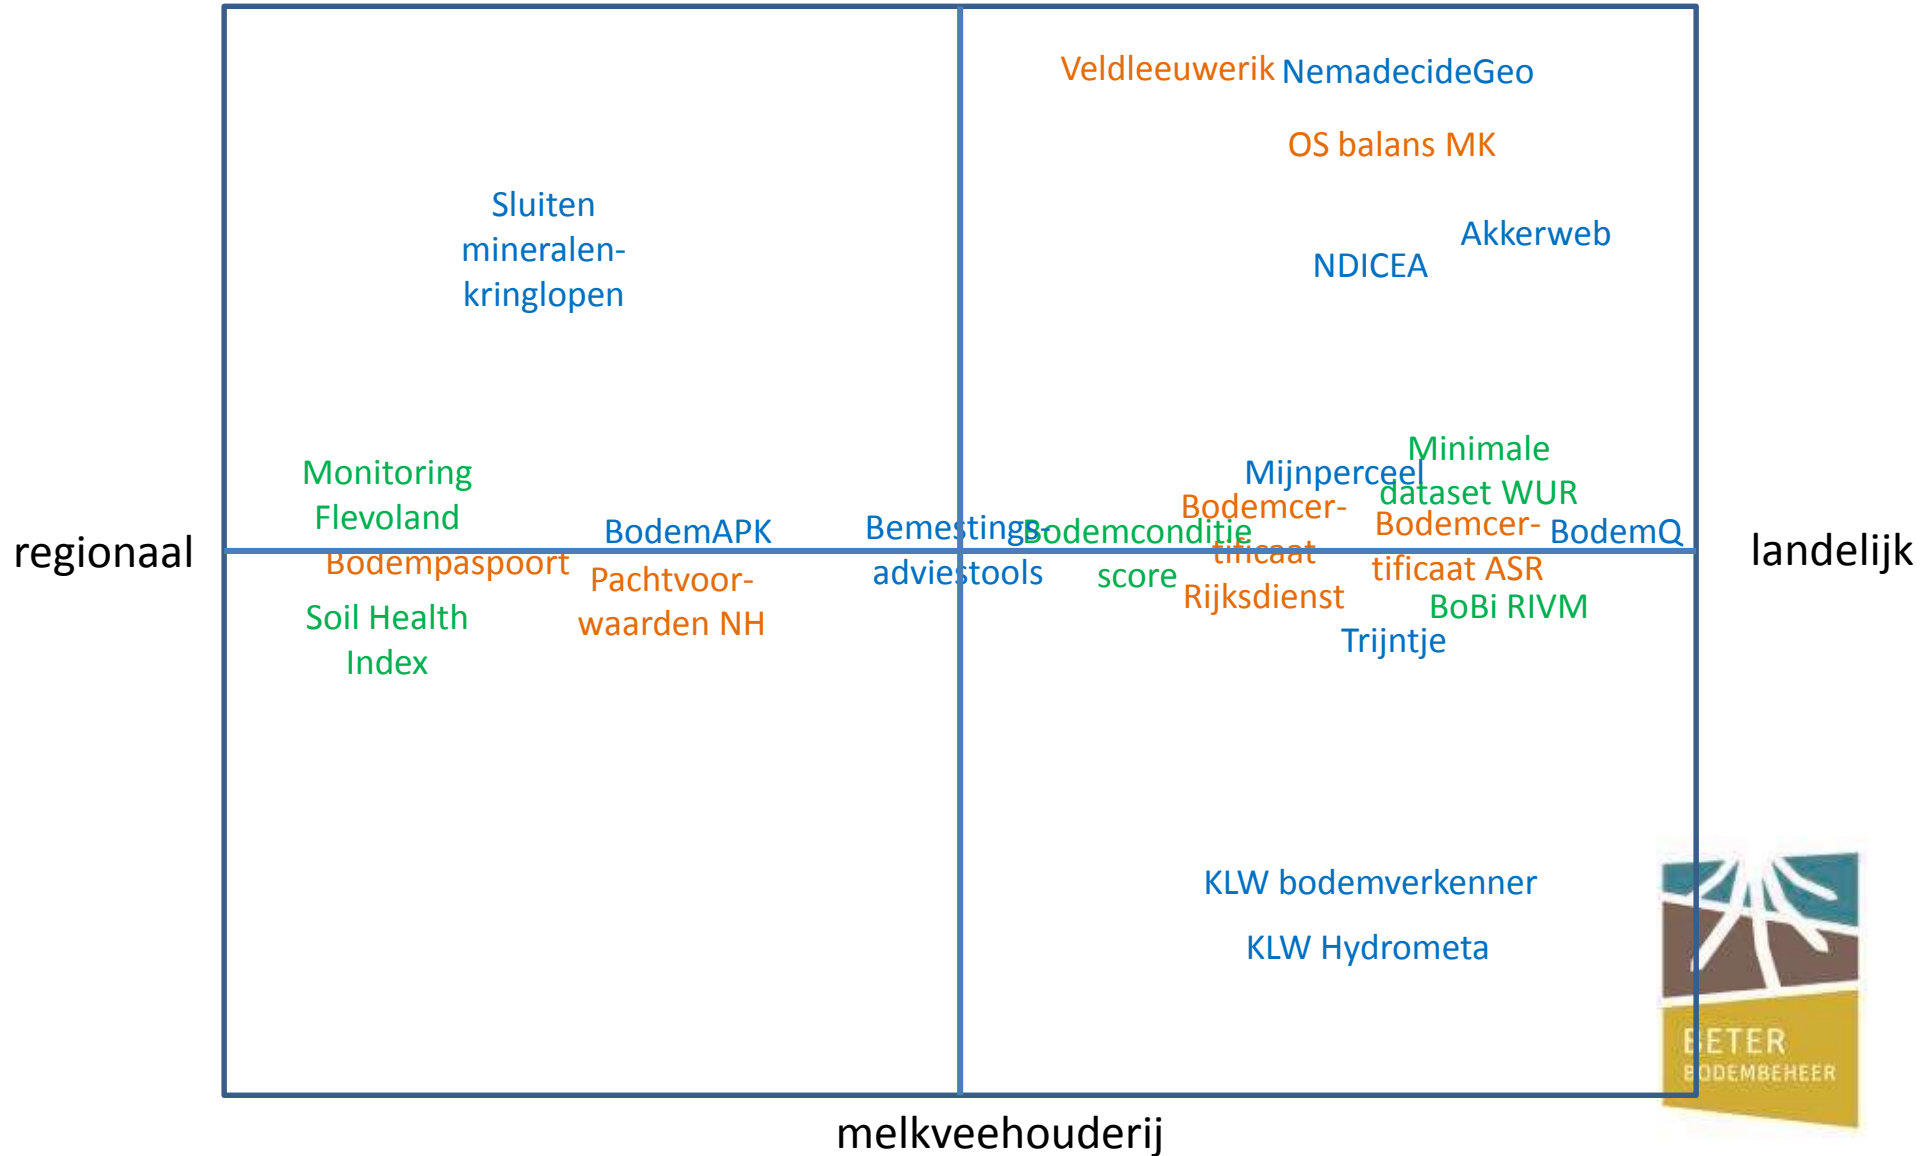 Veldleeuwerik
NemadecideGeo
OS balans MK
Sluiten
mineralen-
kringlopen
Akkerweb
NDICEA
Monitoring
Flevoland
BodemAPK
Bemestings-
adviestools
Bodemconditie
score
Mijnperceel
Bodemcer-
tificaat
Rijksdienst
Minimale
dataset WUR
Bodemcer-
tificaat ASR
BodemQ
regionaal
landelijk
Bodempaspoort
Pachtvoor-
waarden NH
Soil Health
Index
BoBi RIVM
Trijntje
KLW bodemverkenner
KLW Hydrometa
BETER
BODEMBEHEER
melkveehouderij